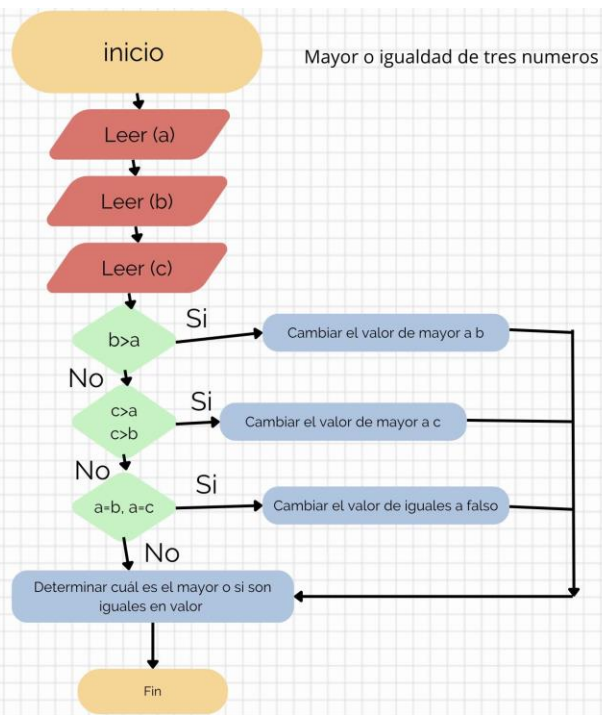 inicio
Mayor o igualdad de tres numeros
Leer (a)
Leer (b)
Leer (c)
b>a
Si
Cambiar el valor de mayor a b
No
c>a
c>b
Si
Cambiar el valor de mayor a c
No
a=b, a=c
Si
Cambiar el valor de iguales a falso
No
Determinar cuál es el mayor o si son
iguales en valor
Fin